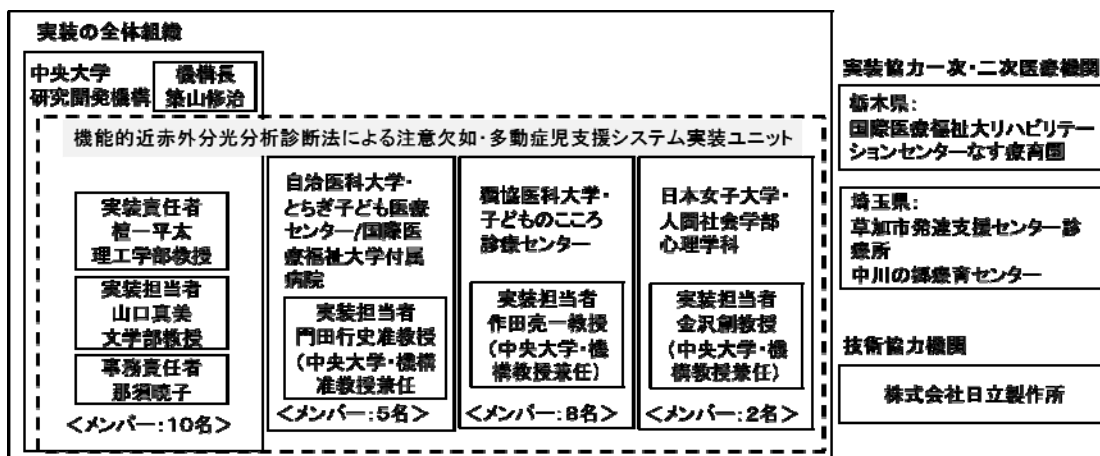 実装の全体組織
中央大学
研究開発機構
機構長
築山修治
機能的近赤外分光分析診断法による注意欠如・多動症児支援システム実装ユニット
実装責任者
檀一平太
理工学部教授
実装担当者
山口真美
文学部教授
事務責任者
那須暁子
<メンバー:10名>
自治医科大学・
とちぎ子ども医療
センター/国際医
療福祉大学付属
病院
実装担当者
門田行史准教授
(中央大学・機構
准教授兼任)
<メンバー:5名>
獨協医科大学・
子どものこころ
診療センター
実装担当者
作田亮一教授
(中央大学・機
構教授兼任)
<メンバー:8名>
日本女子大学・
人間社会学部
心理学科
実装担当者
金沢創教授
(中央大学・機
構教授兼任)
<メンバー:2名>
実装協力一次・二次医療機関
栃木県:
国際医療福祉大リハビリテー
ションセンターなす療育園
埼玉県:
草加市発達支援センター診
療所
中川の郷療育センター
技術協力機関
株式会社日立製作所